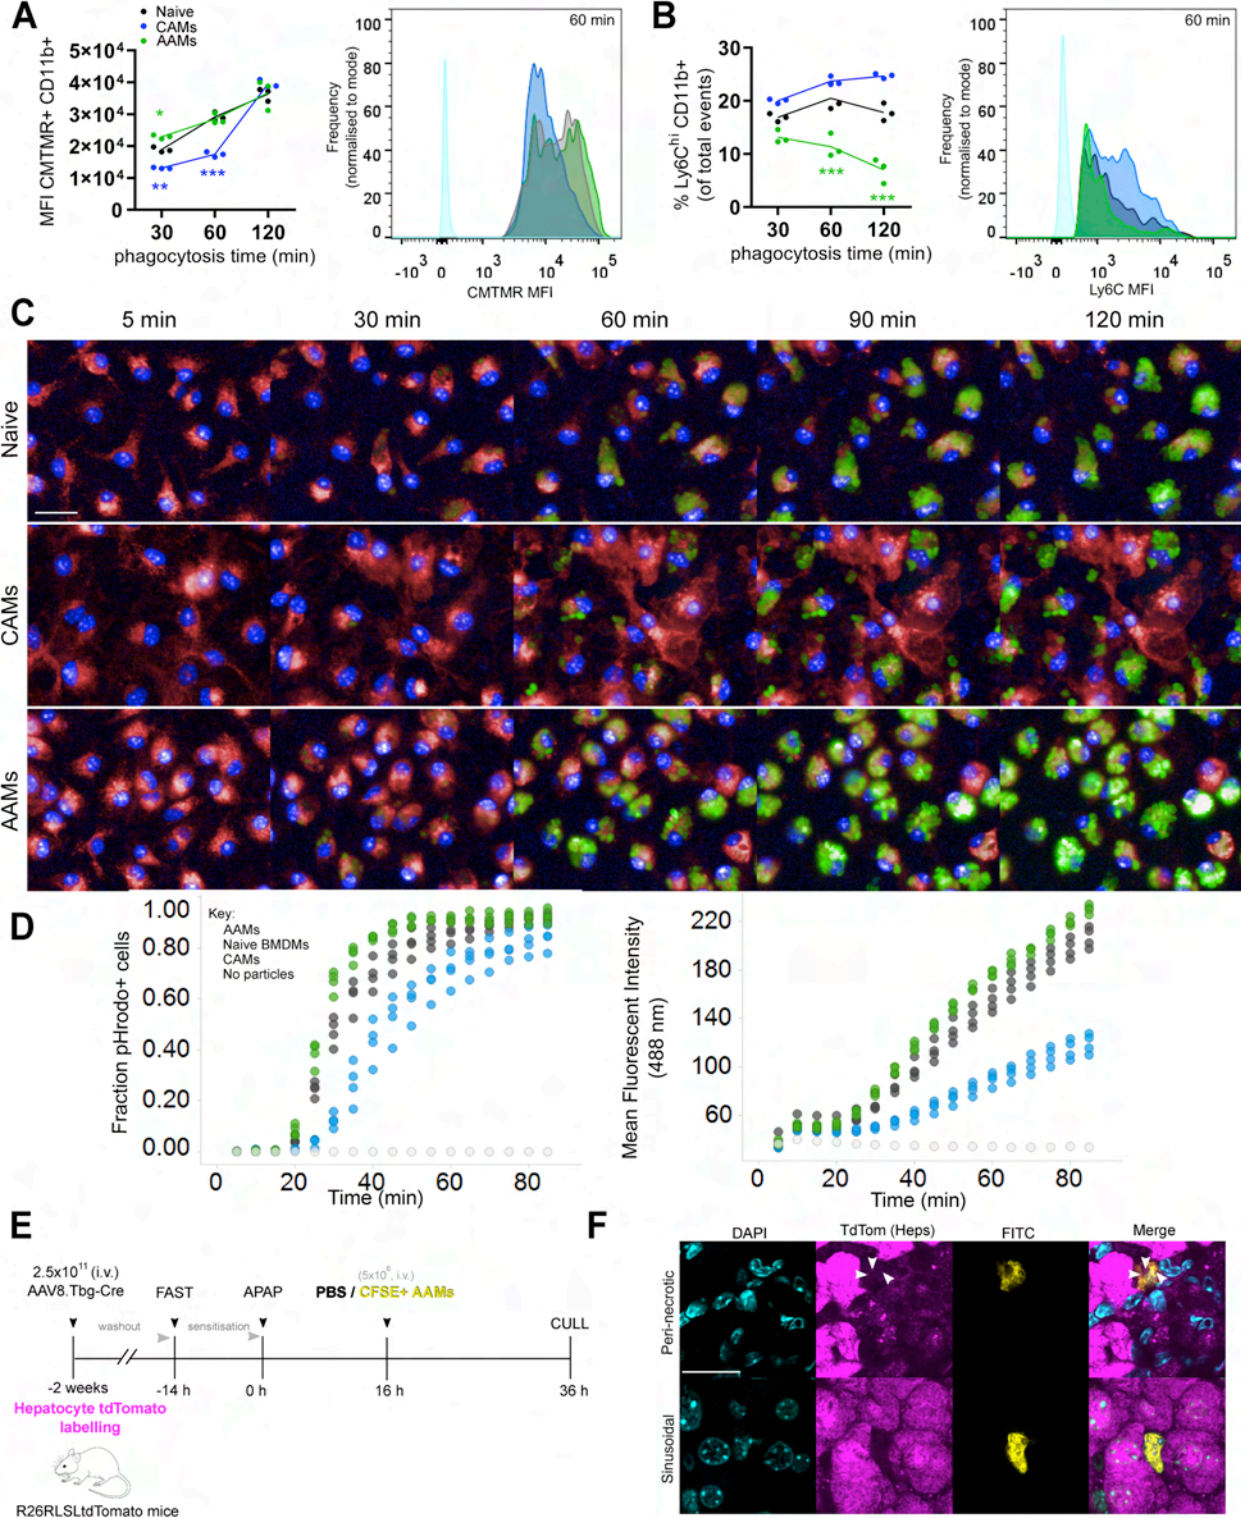 A
Naive
CAMs
AAMs
MFI CMTMR+ CD11b+
5×10⁴
4×10⁴
3×10⁴
2×10⁴
1×10⁴
0
*
**
***
30 60 120
phagocytosis time (min)
60 min
Frequency
(normalised to mode)
100
80
60
40
20
0
-10³ 0 10³ 10⁴ 10⁵
CMTMR MFI
B
% Ly6Cʰⁱ CD11b+
(of total events)
30
20
10
0
***
***
30 60 120
phagocytosis time (min)
60 min
Frequency
(normalised to mode)
100
80
60
40
20
0
-10³ 0 10³ 10⁴ 10⁵
Ly6C MFI
C
5 min 30 min 60 min 90 min 120 min
Naive
CAMs
AAMs
D
Fraction pHrodo+ cells
1.00
0.80
0.60
0.40
0.20
0.00
Key:
AAMs
Naive BMDMs
CAMs
No particles
0 20 40 60 80
Time (min)
Mean Fluorescent Intensity
(488 nm)
220
180
140
100
60
0 20 40 60 80
Time (min)
E
2.5x10¹¹ (i.v.)
AAV8.Tbg-Cre
FAST
APAP
(5x10⁶, i.v.)
PBS / CFSE+ AAMs
CULL
washout
sensitisation
-2 weeks
-14 h
0 h
16 h
36 h
Hepatocyte tdTomato
labelling
R26RLSLtdTomato mice
F
DAPI TdTom (Heps) FITC Merge
Peri-necrotic
Sinusoidal